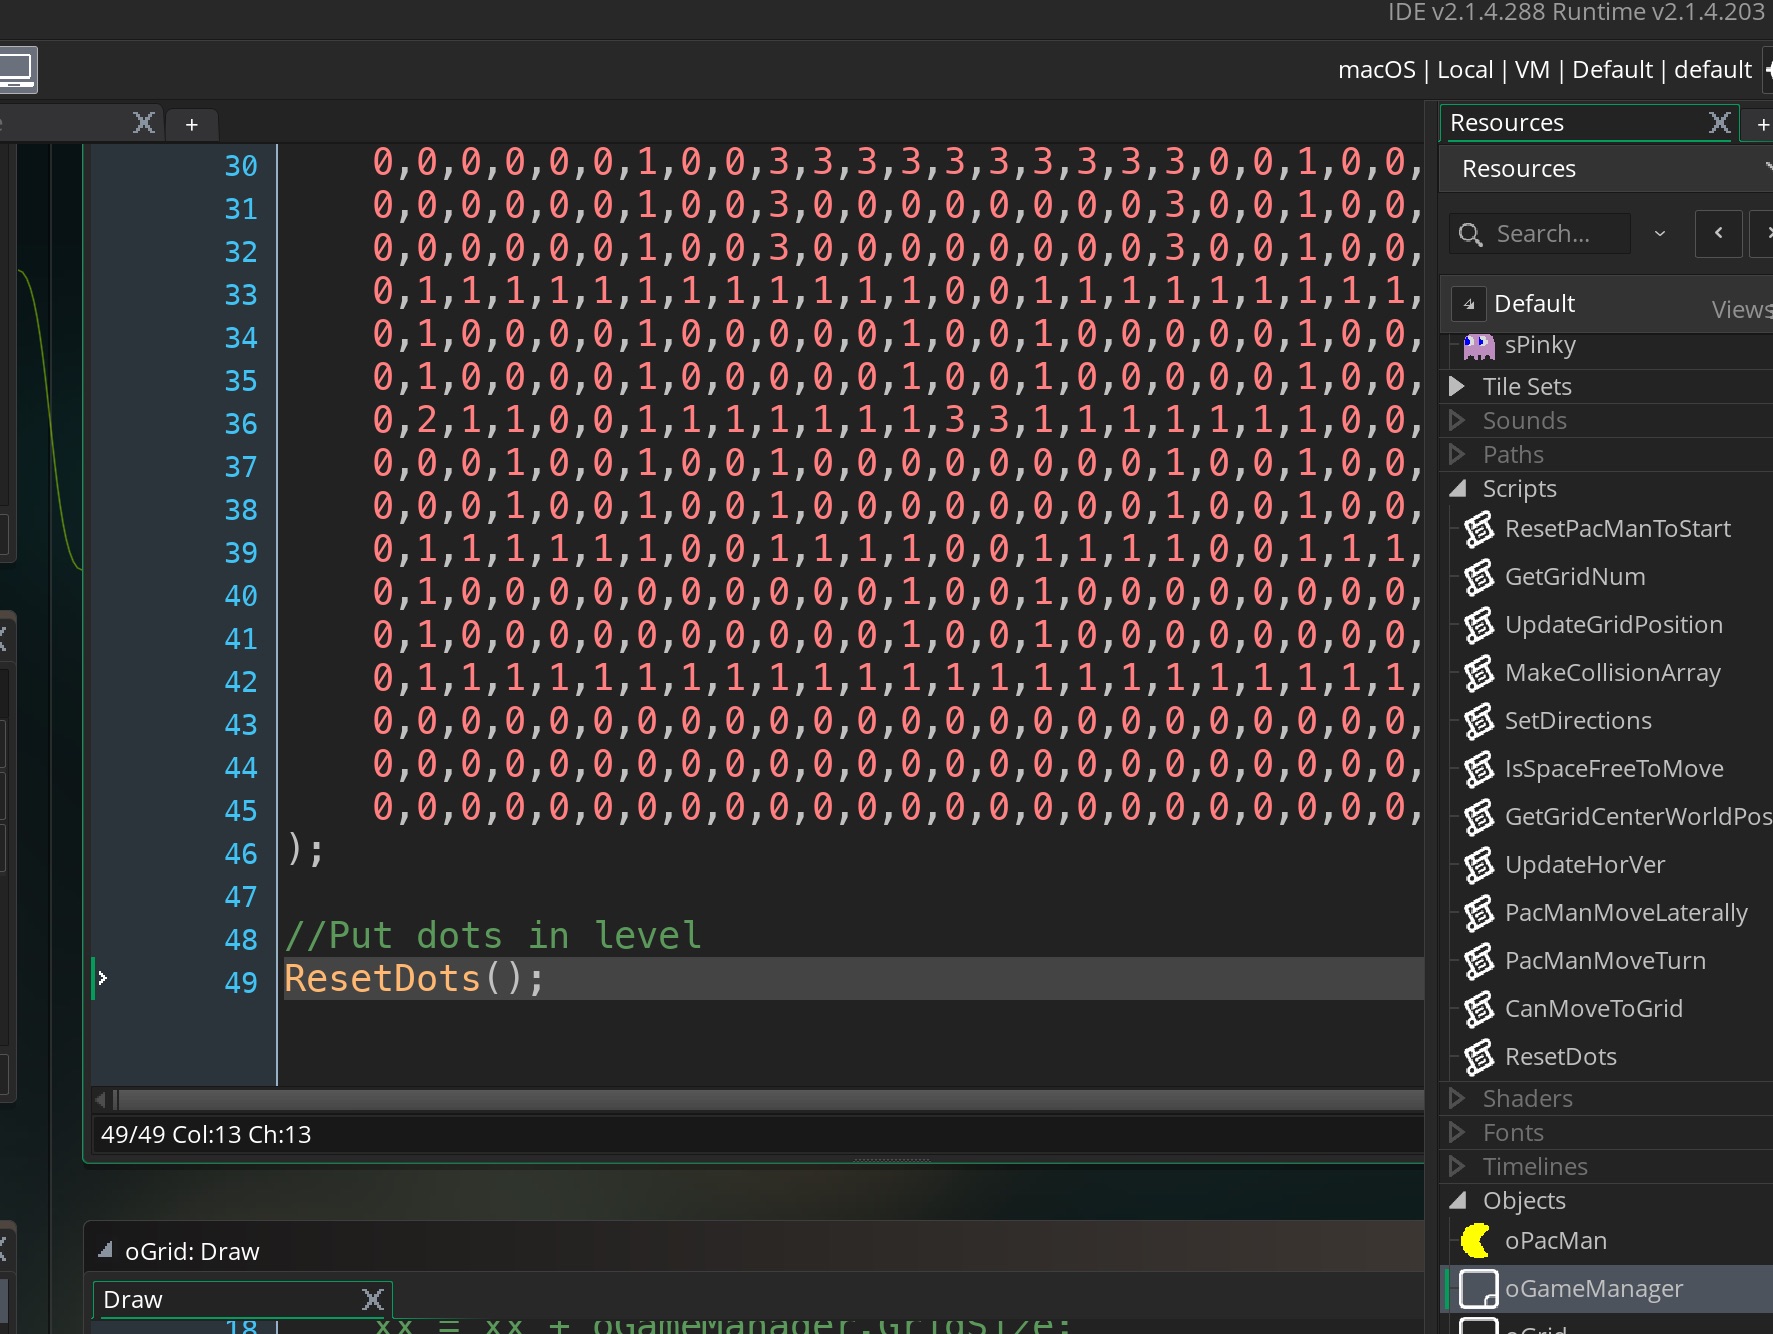 IDE v2.1.4.288 Runtime v2.1.4.203
macOS | Local | VM | Default | default
+
Resources
+
30 0,0,0,0,0,0,1,0,0,3,3,3,3,3,3,3,3,3,3,0,0,1,0,0,
31 0,0,0,0,0,0,1,0,0,3,0,0,0,0,0,0,0,0,3,0,0,1,0,0,
32 0,0,0,0,0,0,1,0,0,3,0,0,0,0,0,0,0,0,3,0,0,1,0,0,
33 0,1,1,1,1,1,1,1,1,1,1,1,1,0,0,1,1,1,1,1,1,1,1,1,
34 0,1,0,0,0,0,1,0,0,0,0,0,1,0,0,1,0,0,0,0,0,1,0,0,
35 0,1,0,0,0,0,1,0,0,0,0,0,1,0,0,1,0,0,0,0,0,1,0,0,
36 0,2,1,1,0,0,1,1,1,1,1,1,1,3,3,1,1,1,1,1,1,1,0,0,
37 0,0,0,1,0,0,1,0,0,1,0,0,0,0,0,0,0,0,1,0,0,1,0,0,
38 0,0,0,1,0,0,1,0,0,1,0,0,0,0,0,0,0,0,1,0,0,1,0,0,
39 0,1,1,1,1,1,1,0,0,1,1,1,1,0,0,1,1,1,1,0,0,1,1,1,
40 0,1,0,0,0,0,0,0,0,0,0,0,1,0,0,1,0,0,0,0,0,0,0,0,
41 0,1,0,0,0,0,0,0,0,0,0,0,1,0,0,1,0,0,0,0,0,0,0,0,
42 0,1,1,1,1,1,1,1,1,1,1,1,1,1,1,1,1,1,1,1,1,1,1,1,
43 0,0,0,0,0,0,0,0,0,0,0,0,0,0,0,0,0,0,0,0,0,0,0,0,
44 0,0,0,0,0,0,0,0,0,0,0,0,0,0,0,0,0,0,0,0,0,0,0,0,
45 0,0,0,0,0,0,0,0,0,0,0,0,0,0,0,0,0,0,0,0,0,0,0,0,
46 );
47
48 //Put dots in level
49 ResetDots();
49/49 Col:13 Ch:13
oGrid: Draw
Draw
18 xx = xx + oGameManager.GridSize;
Resources
Search...
Default
Views
sPinky
Tile Sets
Sounds
Paths
Scripts
ResetPacManToStart
GetGridNum
UpdateGridPosition
MakeCollisionArray
SetDirections
IsSpaceFreeToMove
GetGridCenterWorldPos
UpdateHorVer
PacManMoveLaterally
PacManMoveTurn
CanMoveToGrid
ResetDots
Shaders
Fonts
Timelines
Objects
oPacMan
oGameManager
oGrid